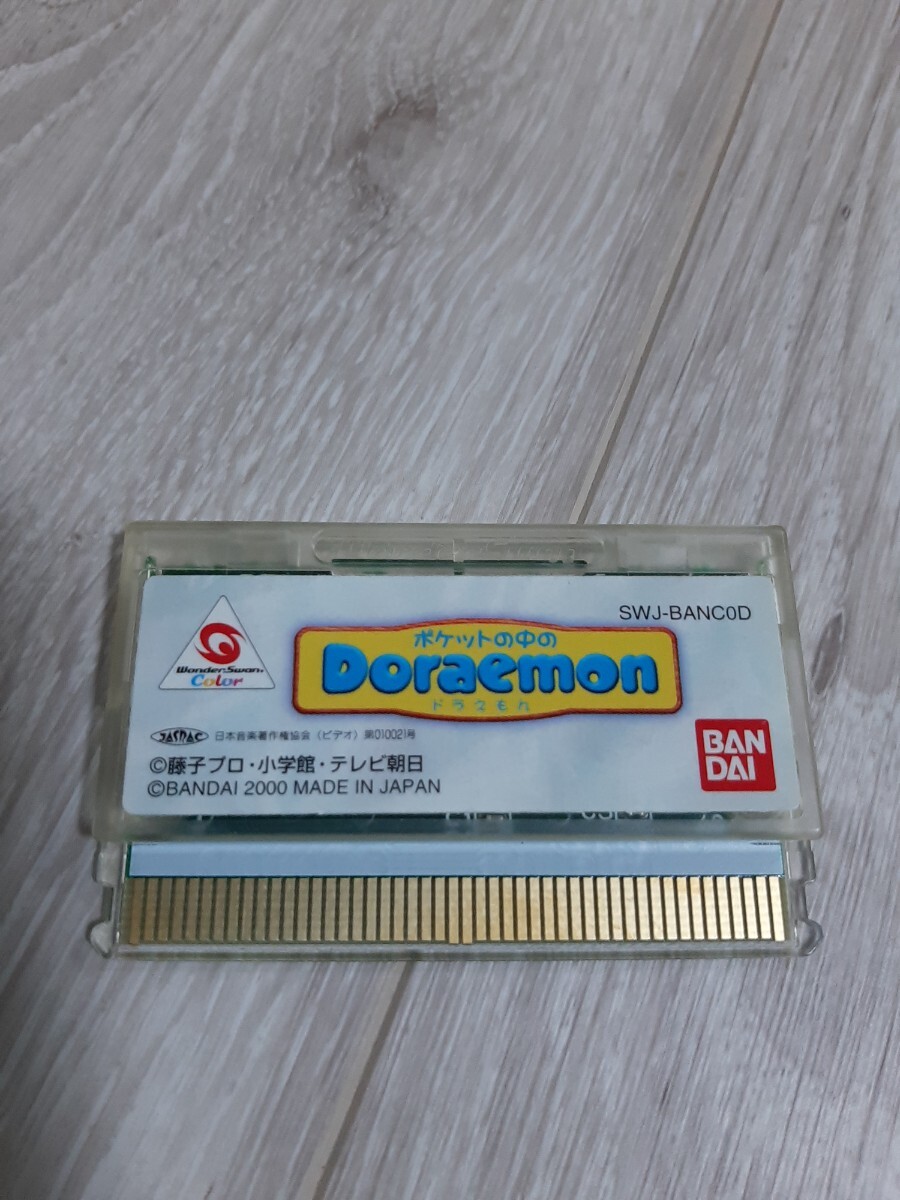 SWJ-BANC0D
ポケットの中の
Doraemon
ドラえもん
WonderSwan
Color
JASRAC 日本音楽著作権協会(ビデオ)第010021号
©藤子プロ・小学館・テレビ朝日
©BANDAI 2000 MADE IN JAPAN
BAN
DAI